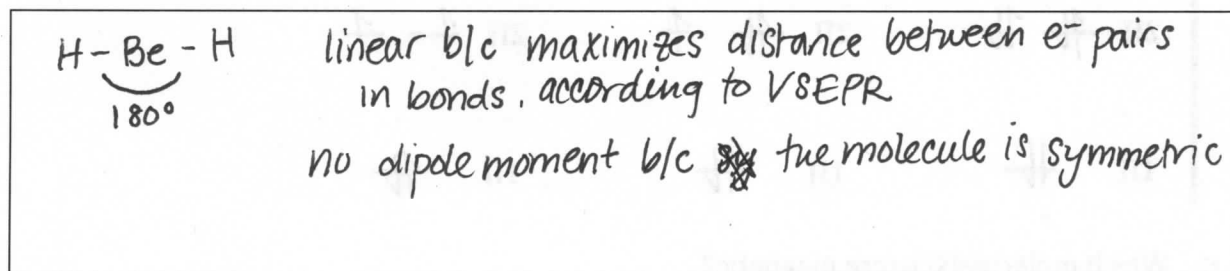 H-Be-H linear b/c maximizes distance between e⁻ pairs
180° in bonds, according to VSEPR
no dipole moment b/c the molecule is symmetric